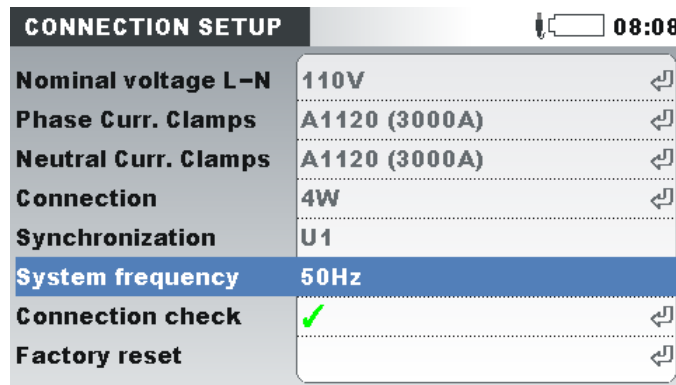 CONNECTION SETUP 08:08
Nominal voltage L-N 110V
Phase Curr. Clamps A1120 (3000A)
Neutral Curr. Clamps A1120 (3000A)
Connection 4W
Synchronization U1
System frequency 50Hz
Connection check ✓
Factory reset